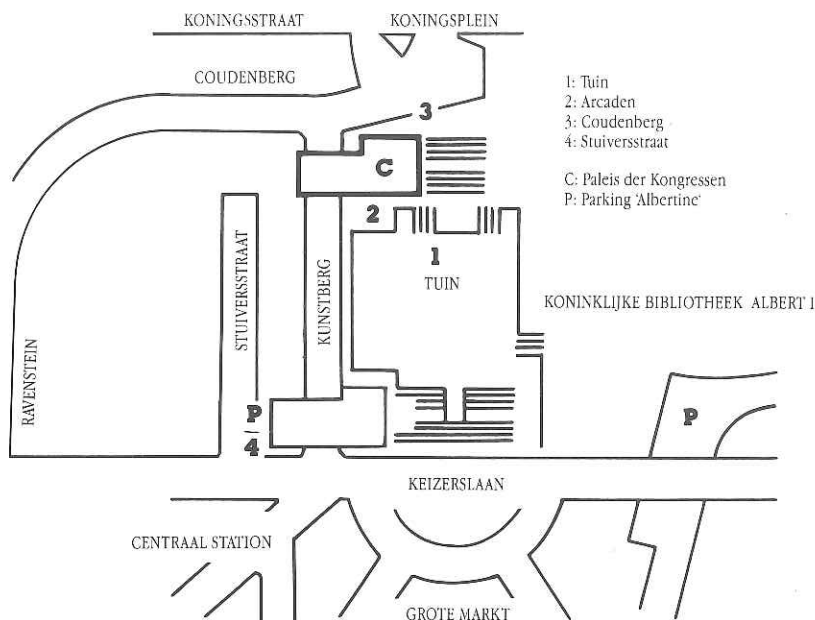 KONINGSSTRAAT
KONINGSPLEIN
COUDENBERG
1: Tuin
2: Arcaden
3: Coudenberg
4: Stuiversstraat
C: Paleis der Kongressen
P: Parking 'Albertine'
3
C
2
1
TUIN
KONINKLIJKE BIBLIOTHEEK ALBERT I
STUIVERSSTRAAT
KUNSTBERG
RAVENSTEIN
P
4
P
KEIZERSLAAN
CENTRAAL STATION
GROTE MARKT